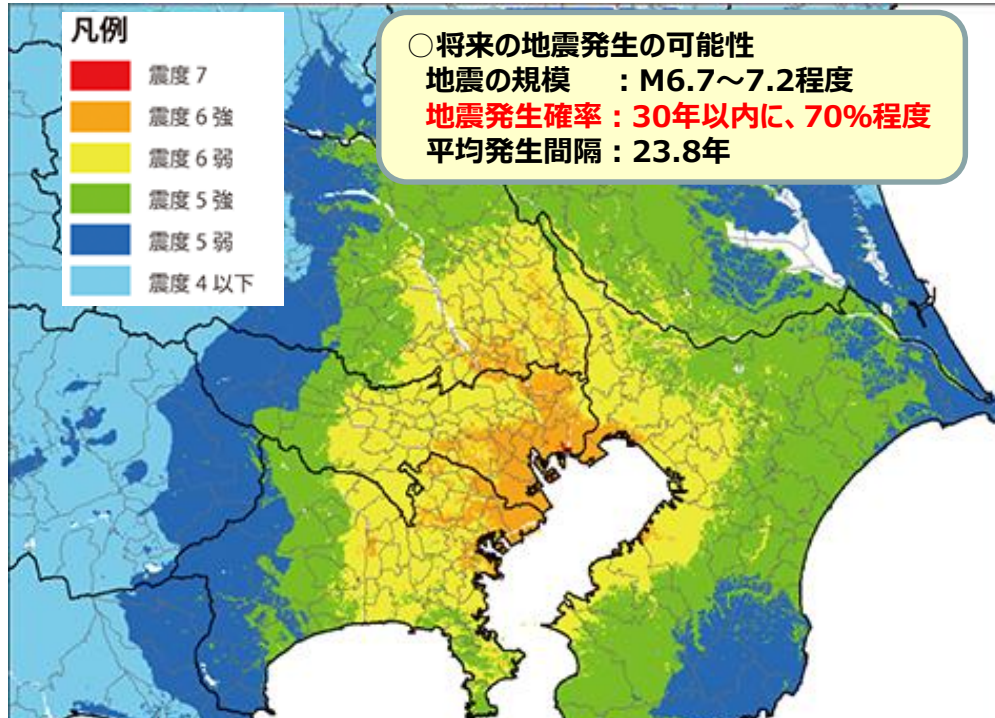 凡例
震度7
震度6強
震度6弱
震度5強
震度5弱
震度4以下
○将来の地震発生の可能性
地震の規模 :M6.7～7.2程度
地震発生確率:30年以内に、70%程度
平均発生間隔:23.8年